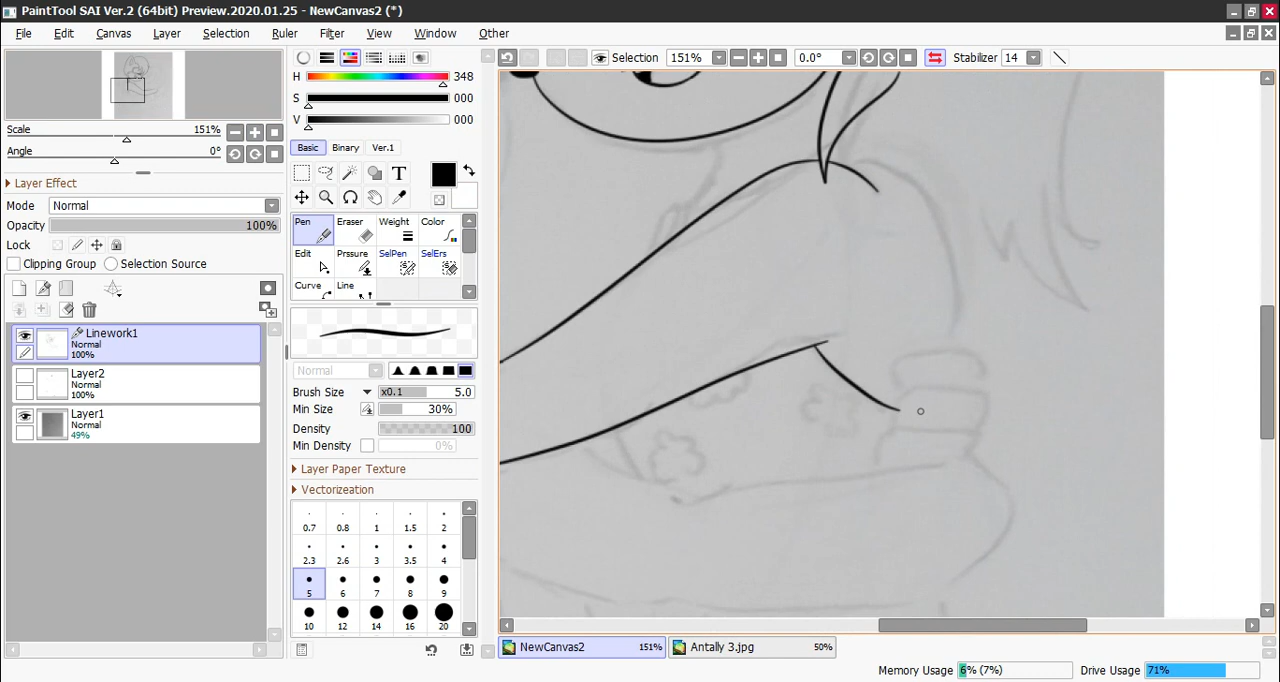 PaintTool SAI Ver.2 (64bit) Preview.2020.01.25 - NewCanvas2 (*)
File Edit Canvas Layer Selection Ruler Filter View Window Other
Selection 151% 0.0° Stabilizer 14
Scale 151%
Angle 0°
Layer Effect
Mode Normal
Opacity 100%
Lock
Clipping Group Selection Source
Linework1
Normal
100%
Layer2
Normal
100%
Layer1
Normal
49%
H 348
S 000
V 000
Basic Binary Ver.1
T
Pen Eraser Weight Color
Edit Prssure SelPen SelErs
Curve Line
Normal
Brush Size x0.1 5.0
Min Size 30%
Density 100
Min Density 0%
Layer Paper Texture
Vectorization
0.7 0.8 1 1.5 2
2.3 2.6 3 3.5 4
5 6 7 8 9
10 12 14 16 20
NewCanvas2 151% Antally 3.jpg 50%
Memory Usage 6% (7%) Drive Usage 71%